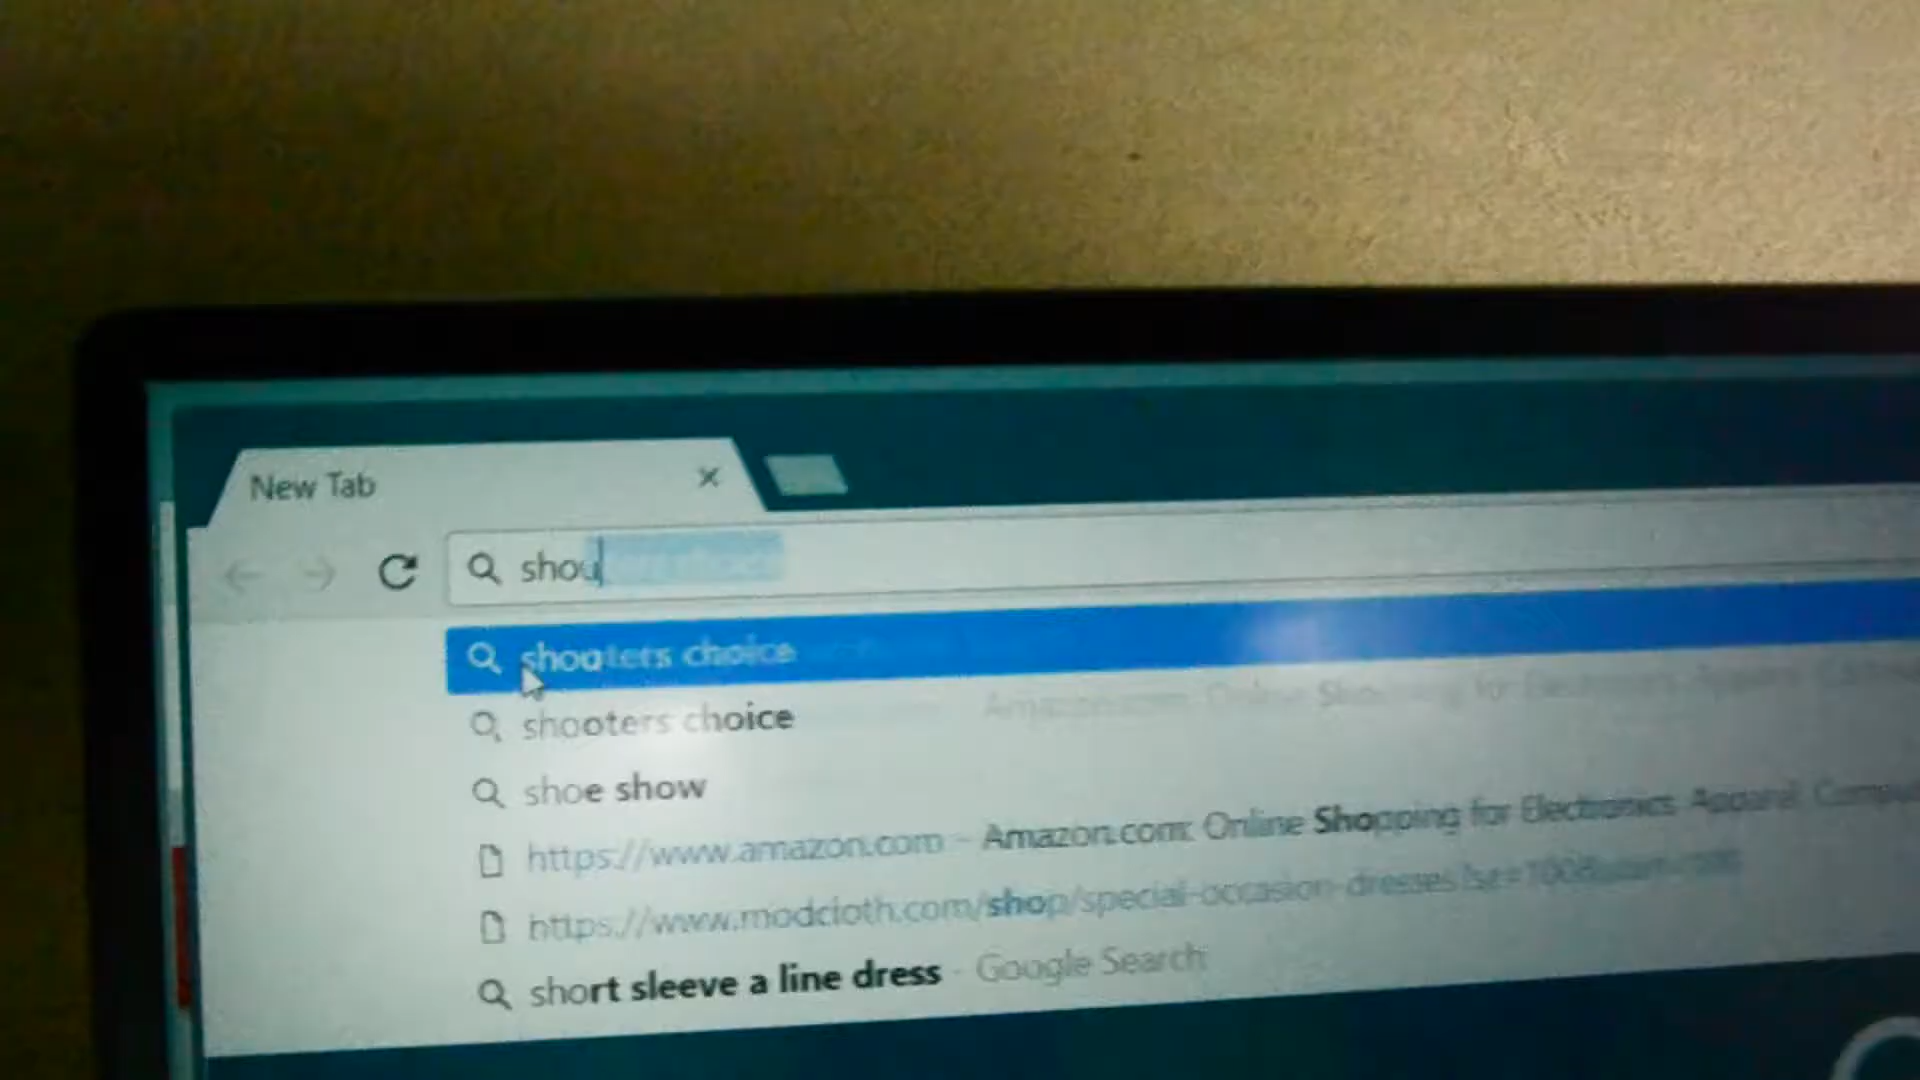 New Tab
shou
shooters choice
shooters choice
shoe show
https://www.amazon.com – Amazon.com: Online Shopping for Electronics Apparel
https://www.modcloth.com/shop/special-occasion-dresses
short sleeve a line dress - Google Search